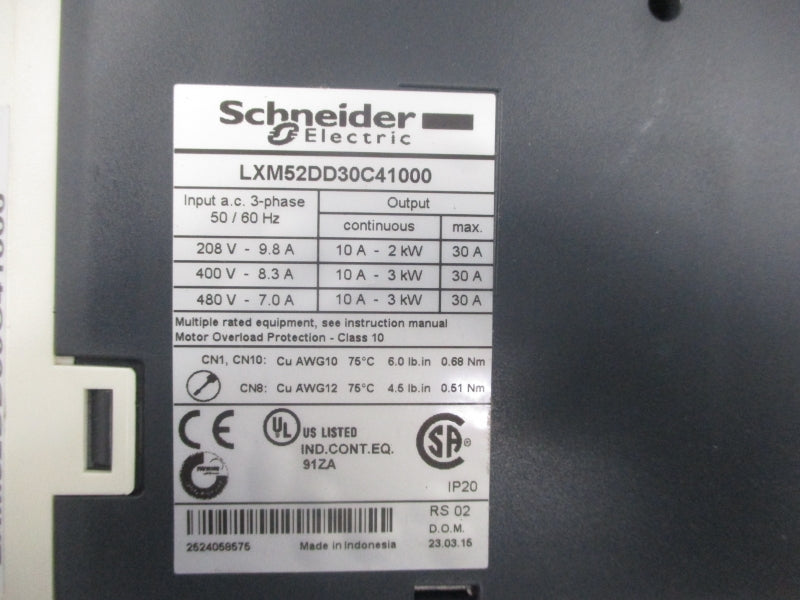 Schneider
Electric
LXM52DD30C41000
Input a.c. 3-phase
50 / 60 Hz
Output
continuous max.
208 V - 9.8 A 10 A - 2 kW 30 A
400 V - 8.3 A 10 A - 3 kW 30 A
480 V - 7.0 A 10 A - 3 kW 30 A
Multiple rated equipment, see instruction manual
Motor Overload Protection - Class 10
CN1, CN10: Cu AWG10 75°C 6.0 lb.in 0.68 Nm
CN8: Cu AWG12 75°C 4.5 lb.in 0.51 Nm
CE
UL US LISTED
IND.CONT.EQ.
91ZA
SA®
IP20
RS 02
D.O.M.
23.03.15
2524058575 Made in Indonesia